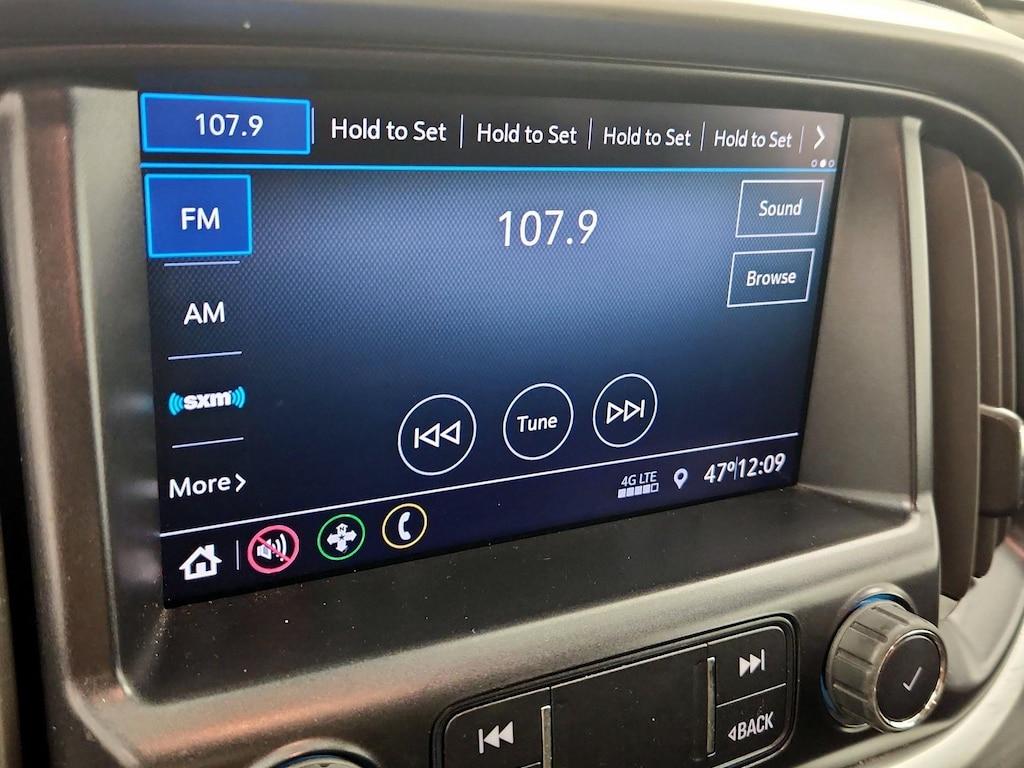 107.9
Hold to Set
Hold to Set
Hold to Set
Hold to Set
FM
107.9
Sound
Browse
AM
sxm
Tune
More
4G LTE
47°
12:09
BACK